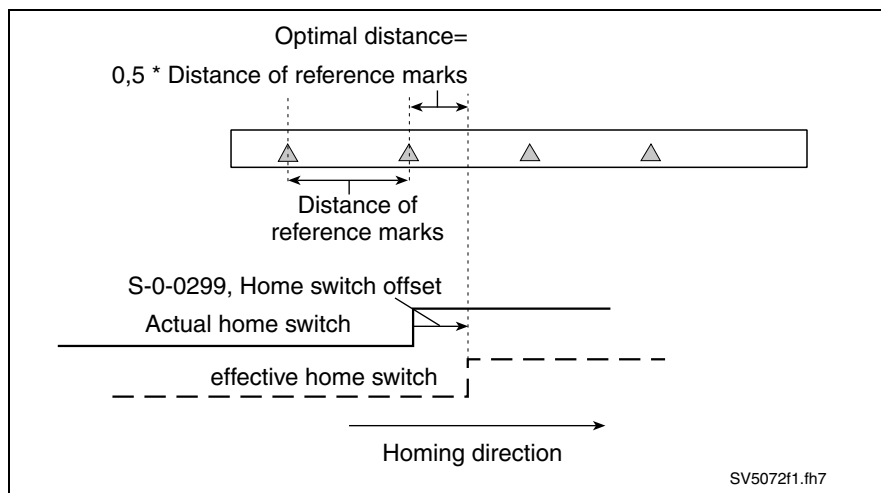 Optimal distance=
0,5 * Distance of reference marks
Distance of
reference marks
S-0-0299, Home switch offset
Actual home switch
effective home switch
Homing direction
SV5072f1.fh7